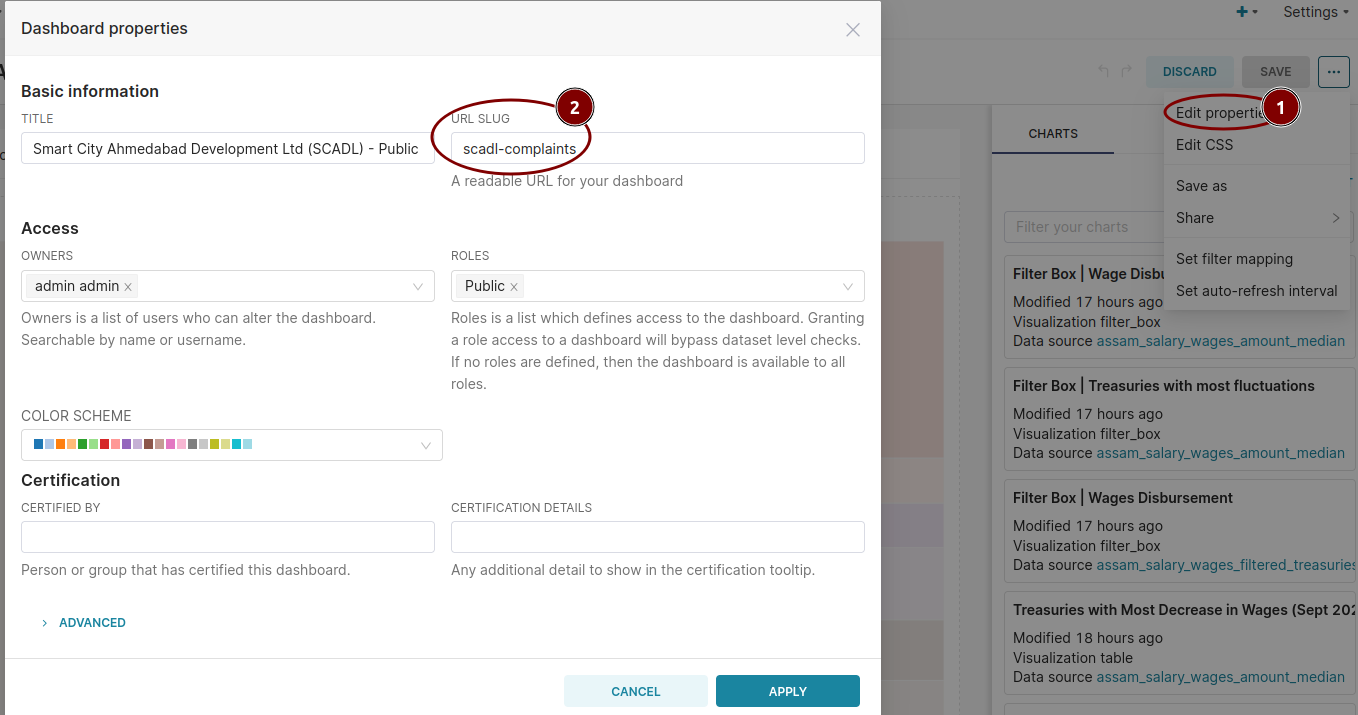 Dashboard properties
Basic information
TITLE
Smart City Ahmedabad Development Ltd (SCADL) - Public
URL SLUG
scadl-complaints
A readable URL for your dashboard
2
Access
OWNERS
admin admin ×
Owners is a list of users who can alter the dashboard.
Searchable by name or username.
ROLES
Public ×
Roles is a list which defines access to the dashboard. Granting
a role access to a dashboard will bypass dataset level checks.
If no roles are defined, then the dashboard is available to all
roles.
COLOR SCHEME
Certification
CERTIFIED BY
Person or group that has certified this dashboard.
CERTIFICATION DETAILS
Any additional detail to show in the certification tooltip.
> ADVANCED
CANCEL
APPLY
Settings
DISCARD
SAVE
...
Edit properti
1
Edit CSS
Save as
Share
Set filter mapping
Set auto-refresh interval
CHARTS
Filter your charts
Filter Box | Wage Disbu
Modified 17 hours ago
Visualization filter_box
Data source assam_salary_wages_amount_median
Filter Box | Treasuries with most fluctuations
Modified 17 hours ago
Visualization filter_box
Data source assam_salary_wages_amount_median
Filter Box | Wages Disbursement
Modified 17 hours ago
Visualization filter_box
Data source assam_salary_wages_filtered_treasuries
Treasuries with Most Decrease in Wages (Sept 202
Modified 18 hours ago
Visualization table
Data source assam_salary_wages_amount_median